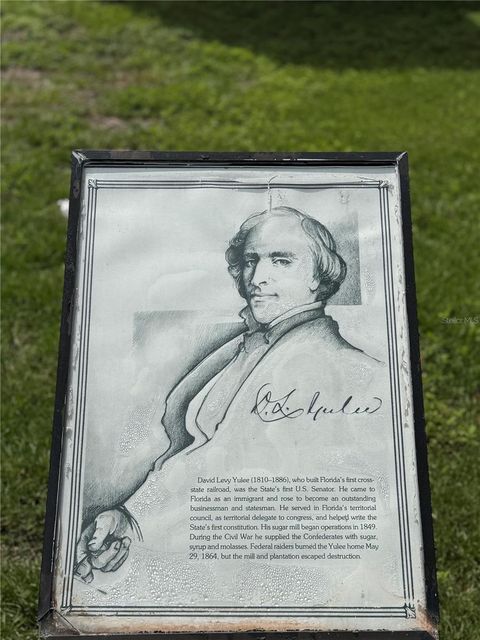 Stellar MLS
D. L. Yulee
David Levy Yulee (1810–1886), who built Florida's first cross-
state railroad, was the State's first U.S. Senator. He came to
Florida as an immigrant and rose to become an outstanding
businessman and statesman. He served in Florida's territorial
council, as territorial delegate to congress, and helped write the
State's first constitution. His sugar mill began operations in 1849.
During the Civil War he supplied the Confederates with sugar,
syrup and molasses. Federal raiders burned the Yulee home May
29, 1864, but the mill and plantation escaped destruction.